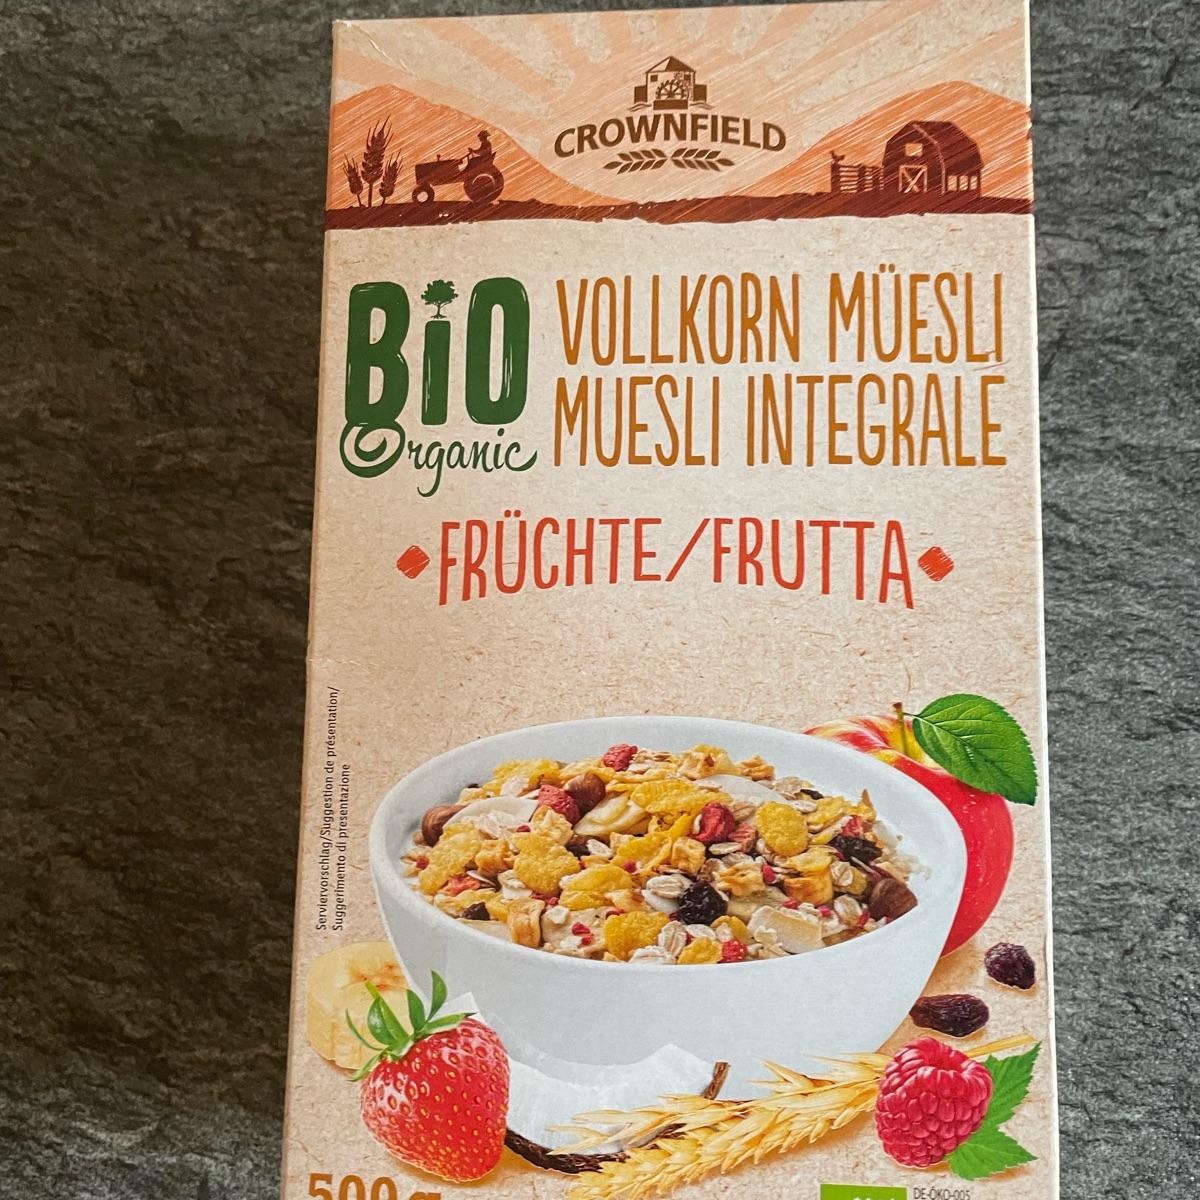 CROWNFIELD
BiO
Organic
VOLLKORN MÜESLI
MUESLI INTEGRALE
FRÜCHTE/FRUTTA
Serviervorschlag/Suggestion de présentation/
Suggerimento di presentazione
500g
DE-ÖKO-005